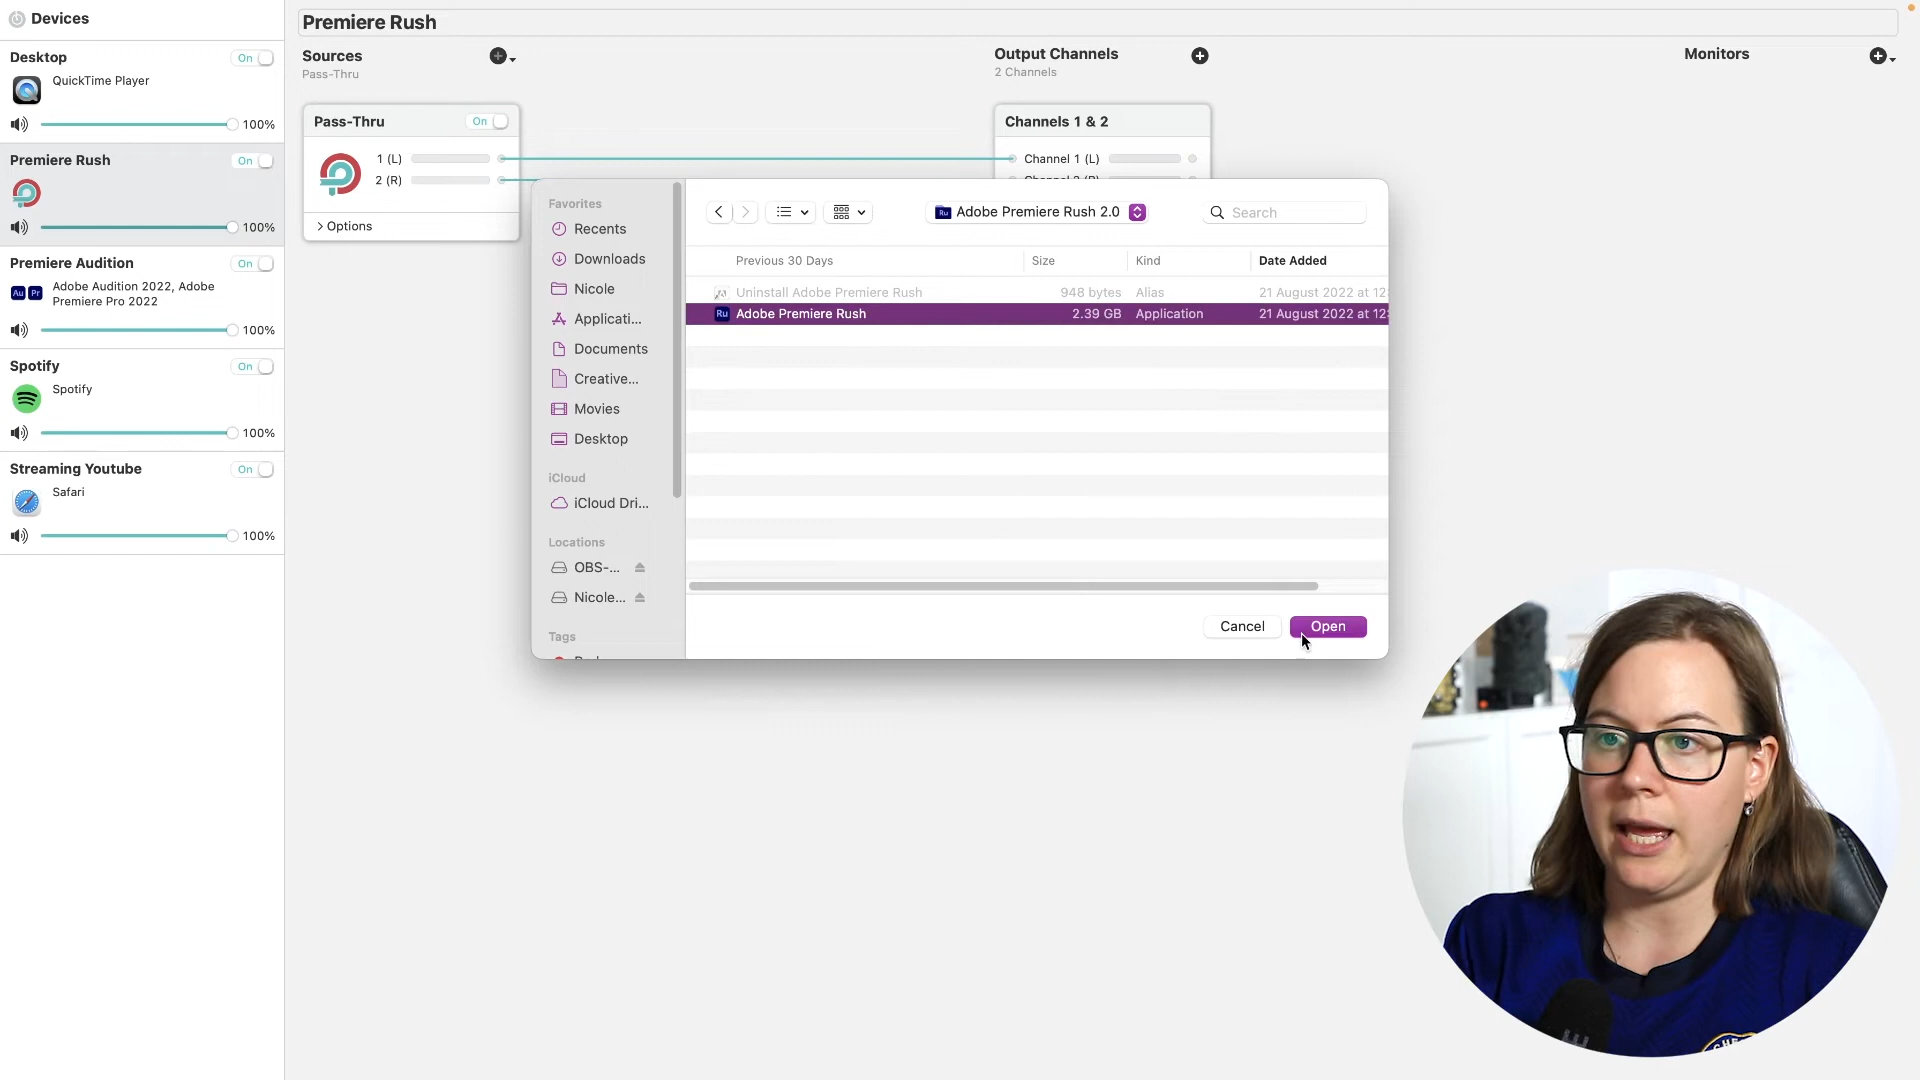 Devices
Desktop
On
QuickTime Player
100%
Premiere Rush
On
100%
Premiere Audition
On
Au Pr
Adobe Audition 2022, Adobe
Premiere Pro 2022
100%
Spotify
On
Spotify
100%
Streaming Youtube
On
Safari
100%
Premiere Rush
Sources
Pass-Thru
Output Channels
2 Channels
Monitors
Pass-Thru
On
1 (L)
2 (R)
Options
Channels 1 & 2
Channel 1 (L)
Favorites
Recents
Downloads
Nicole
Applicati...
Documents
Creative...
Movies
Desktop
iCloud
iCloud Dri...
Locations
OBS-...
Nicole...
Tags
Ru Adobe Premiere Rush 2.0
Search
Previous 30 Days Size Kind Date Added
Uninstall Adobe Premiere Rush 948 bytes Alias 21 August 2022 at 12:
Ru Adobe Premiere Rush 2.39 GB Application 21 August 2022 at 12:
Cancel
Open